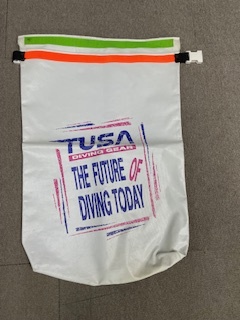 TUSA
DIVING GEAR
THE FUTURE OF
DIVING TODAY